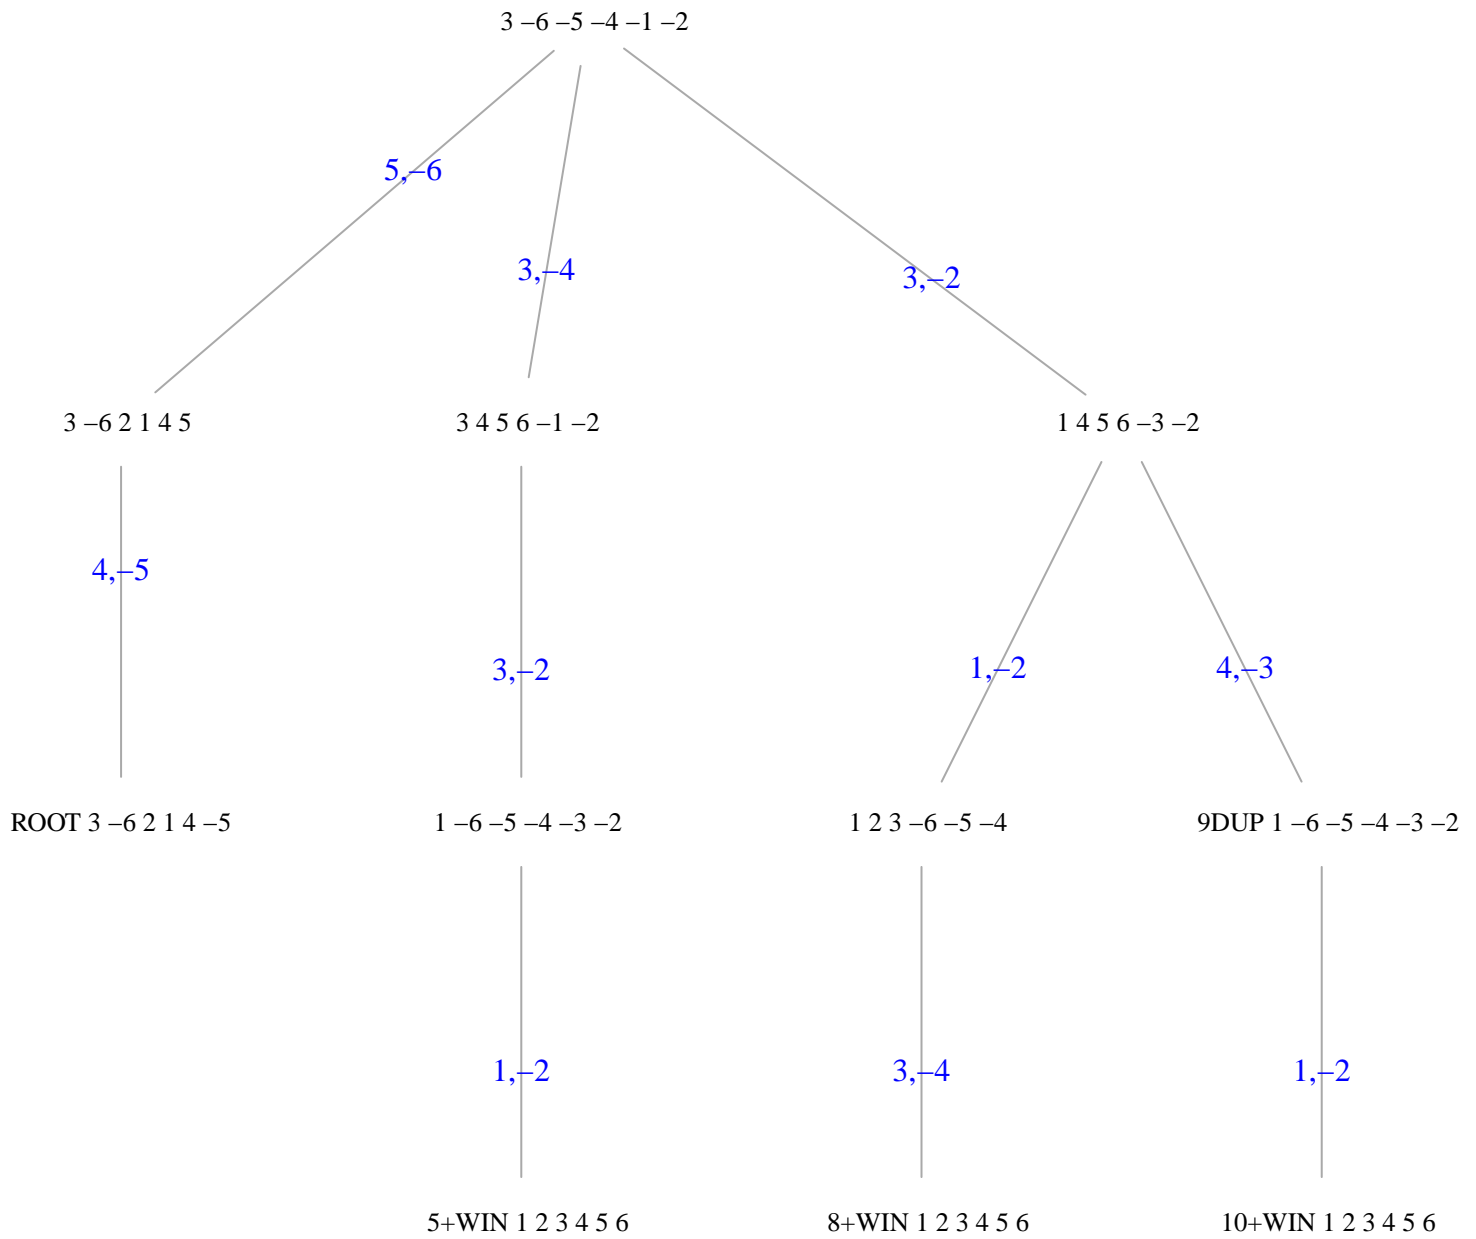 3 –6 –5 –4 –1 –2
5,–6
3,–4
3,–2
3 –6 2 1 4 5
3 4 5 6 –1 –2
1 4 5 6 –3 –2
4,–5
3,–2
1,–2
4,–3
ROOT 3 –6 2 1 4 –5
1 –6 –5 –4 –3 –2
1 2 3 –6 –5 –4
9DUP 1 –6 –5 –4 –3 –2
1,–2
3,–4
1,–2
5+WIN 1 2 3 4 5 6
8+WIN 1 2 3 4 5 6
10+WIN 1 2 3 4 5 6